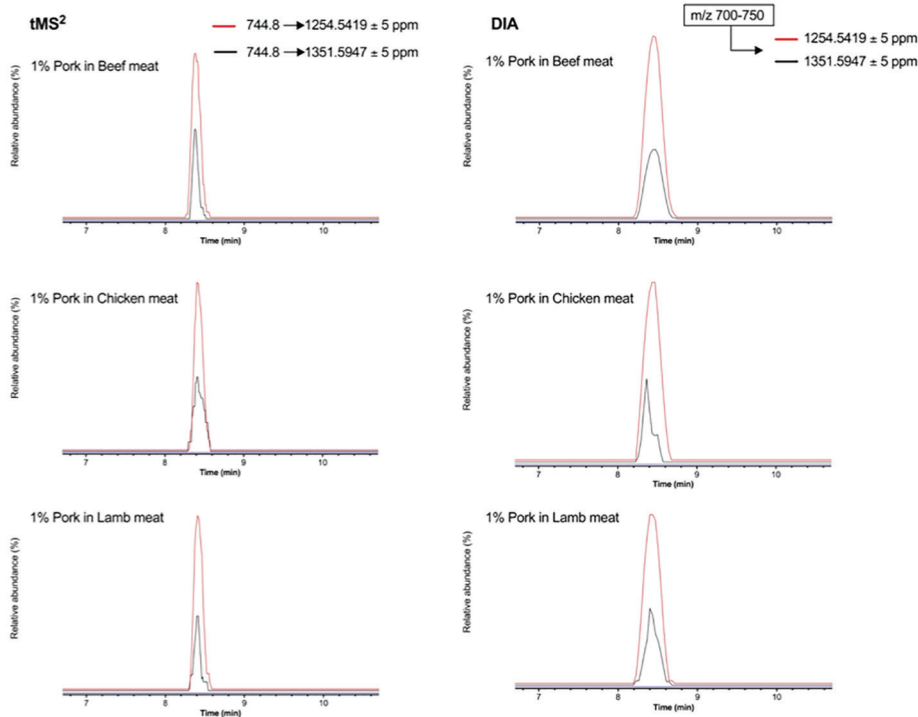 tMS²
744.8 → 1254.5419 ± 5 ppm
744.8 → 1351.5947 ± 5 ppm
1% Pork in Beef meat
Relative abundance (%)
7 8 9 10
Time (min)
1% Pork in Chicken meat
Relative abundance (%)
7 8 9 10
Time (min)
1% Pork in Lamb meat
Relative abundance (%)
7 8 9 10
Time (min)
DIA
m/z 700-750
1254.5419 ± 5 ppm
1351.5947 ± 5 ppm
1% Pork in Beef meat
Relative abundance (%)
7 8 9 10
Time (min)
1% Pork in Chicken meat
Relative abundance (%)
7 8 9 10
Time (min)
1% Pork in Lamb meat
Relative abundance (%)
7 8 9 10
Time (min)